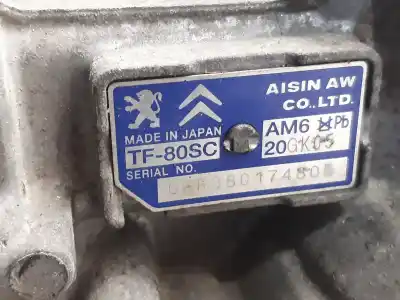 AISIN AW
CO.,LTD.
MADE IN JAPAN
TF-80SC
AM6 Pb
20GK05
SERIAL NO.